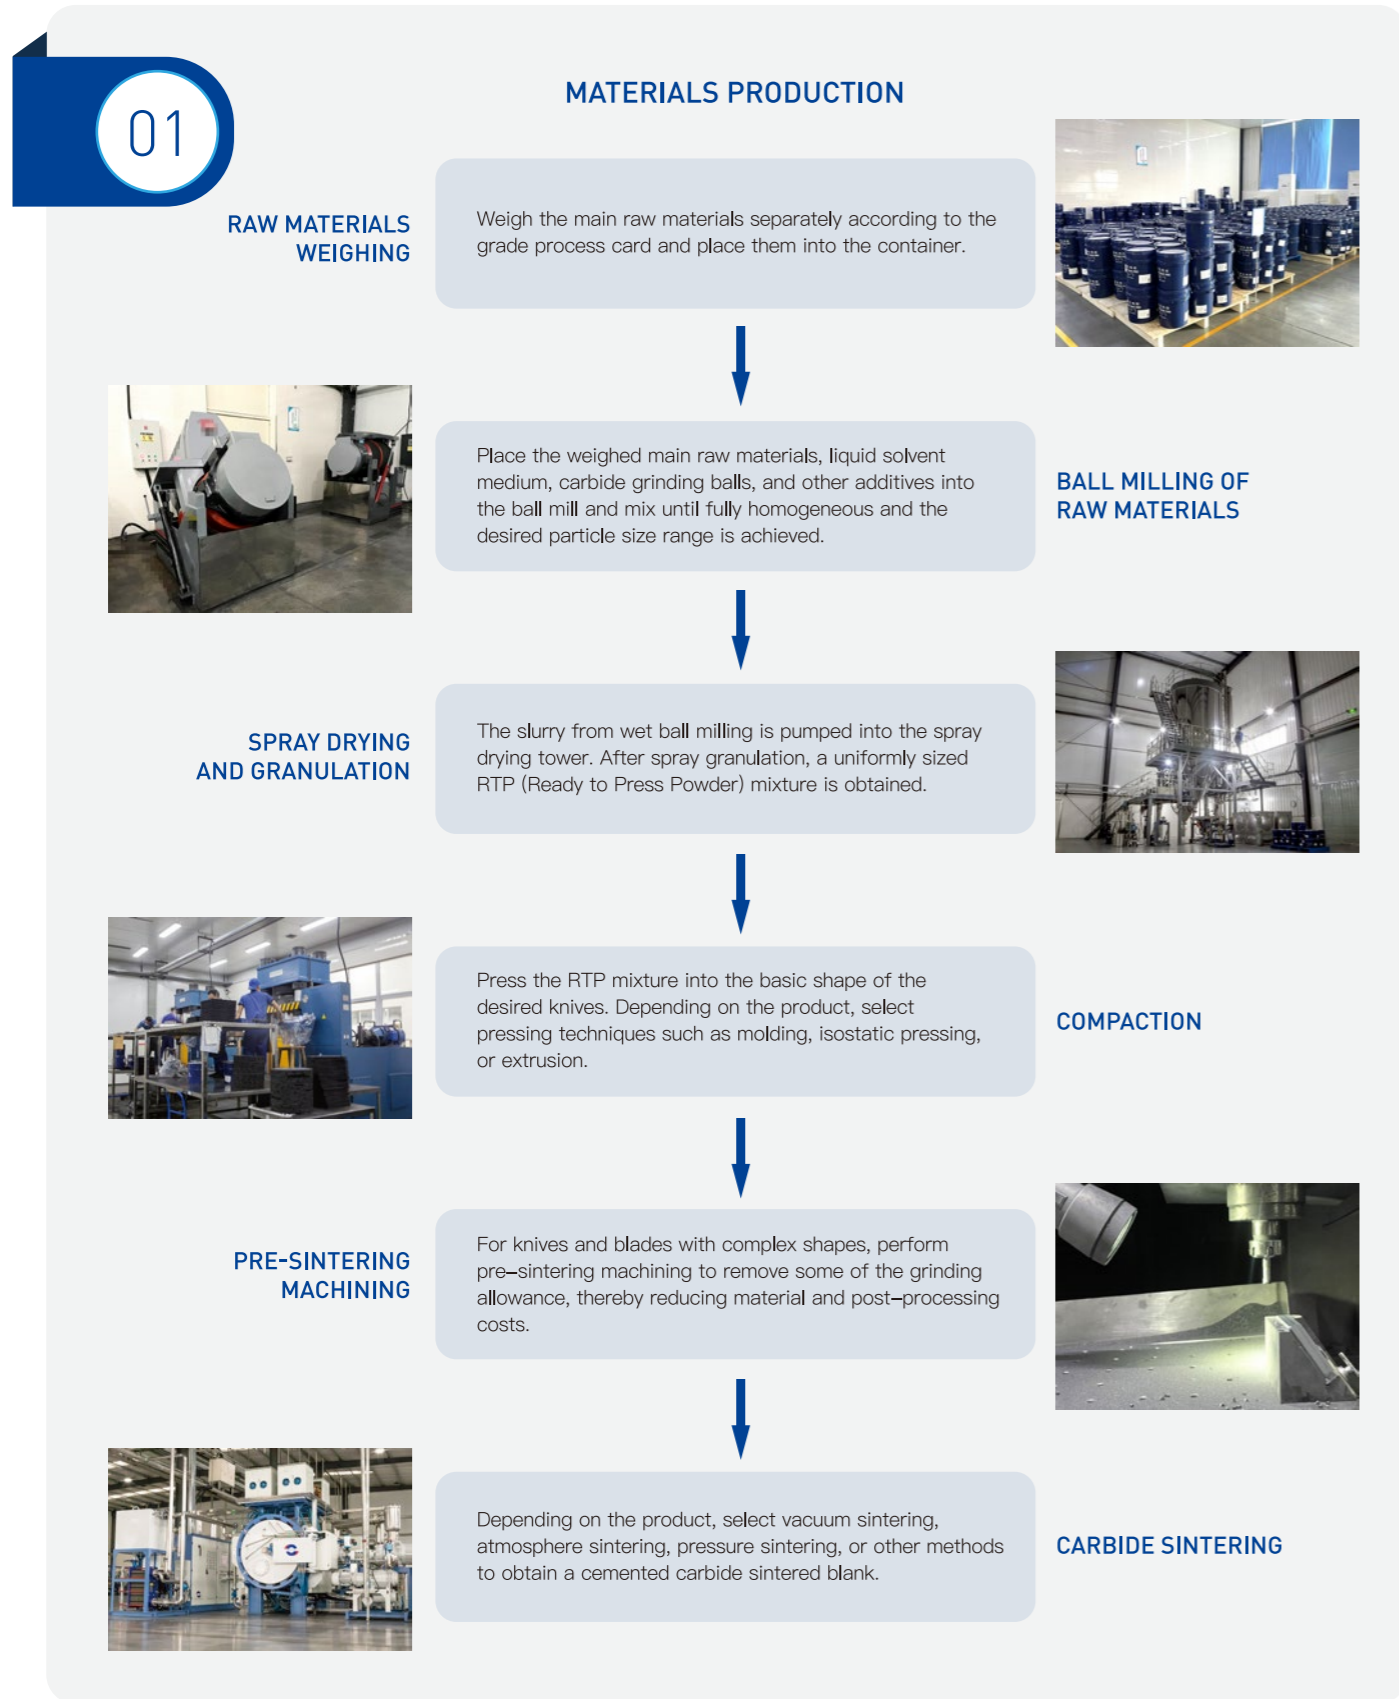 01
MATERIALS PRODUCTION
RAW MATERIALS
WEIGHING
Weigh the main raw materials separately according to the
grade process card and place them into the container.
Place the weighed main raw materials, liquid solvent
medium, carbide grinding balls, and other additives into
the ball mill and mix until fully homogeneous and the
desired particle size range is achieved.
BALL MILLING OF
RAW MATERIALS
SPRAY DRYING
AND GRANULATION
The slurry from wet ball milling is pumped into the spray
drying tower. After spray granulation, a uniformly sized
RTP (Ready to Press Powder) mixture is obtained.
Press the RTP mixture into the basic shape of the
desired knives. Depending on the product, select
pressing techniques such as molding, isostatic pressing,
or extrusion.
COMPACTION
PRE-SINTERING
MACHINING
For knives and blades with complex shapes, perform
pre–sintering machining to remove some of the grinding
allowance, thereby reducing material and post–processing
costs.
Depending on the product, select vacuum sintering,
atmosphere sintering, pressure sintering, or other methods
to obtain a cemented carbide sintered blank.
CARBIDE SINTERING